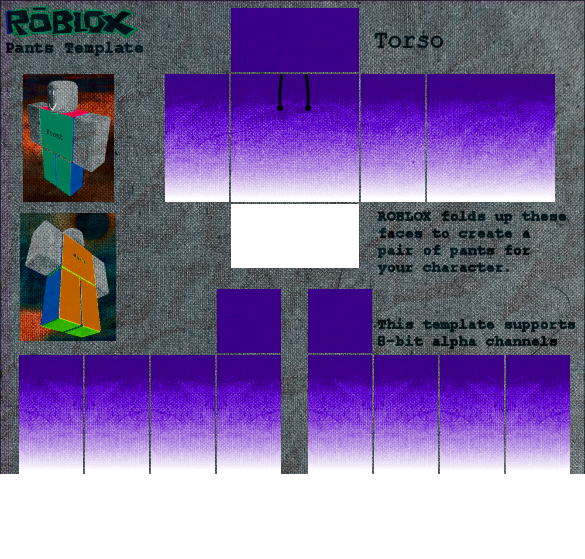 ROBLOX
Pants Template
Torso
Front
ROBLOX folds up these
faces to create a
pair of pants for
your character.
This template supports
8-bit alpha channels